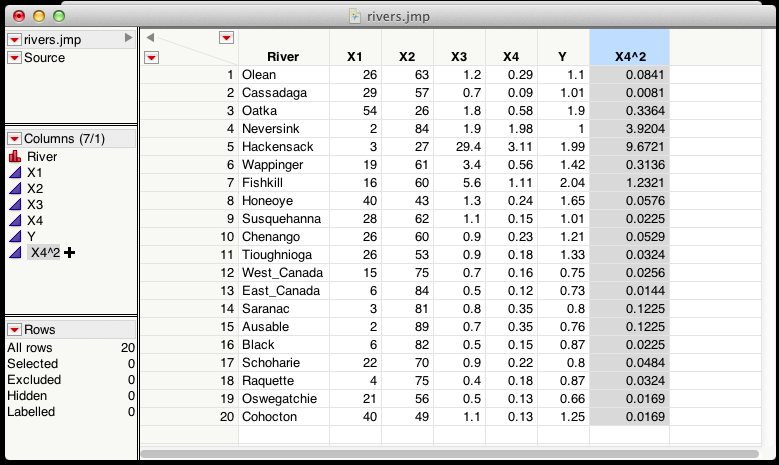 rivers.jmp
rivers.jmp
Source
Columns (7/1)
River
X1
X2
X3
X4
Y
X4^2
Rows
All rows 20
Selected 0
Excluded 0
Hidden 0
Labelled 0
River X1 X2 X3 X4 Y X4^2
1 Olean 26 63 1.2 0.29 1.1 0.0841
2 Cassadaga 29 57 0.7 0.09 1.01 0.0081
3 Oatka 54 26 1.8 0.58 1.9 0.3364
4 Neversink 2 84 1.9 1.98 1 3.9204
5 Hackensack 3 27 29.4 3.11 1.99 9.6721
6 Wappinger 19 61 3.4 0.56 1.42 0.3136
7 Fishkill 16 60 5.6 1.11 2.04 1.2321
8 Honeoye 40 43 1.3 0.24 1.65 0.0576
9 Susquehanna 28 62 1.1 0.15 1.01 0.0225
10 Chenango 26 60 0.9 0.23 1.21 0.0529
11 Tioughnioga 26 53 0.9 0.18 1.33 0.0324
12 West_Canada 15 75 0.7 0.16 0.75 0.0256
13 East_Canada 6 84 0.5 0.12 0.73 0.0144
14 Saranac 3 81 0.8 0.35 0.8 0.1225
15 Ausable 2 89 0.7 0.35 0.76 0.1225
16 Black 6 82 0.5 0.15 0.87 0.0225
17 Schoharie 22 70 0.9 0.22 0.8 0.0484
18 Raquette 4 75 0.4 0.18 0.87 0.0324
19 Oswegatchie 21 56 0.5 0.13 0.66 0.0169
20 Cohocton 40 49 1.1 0.13 1.25 0.0169